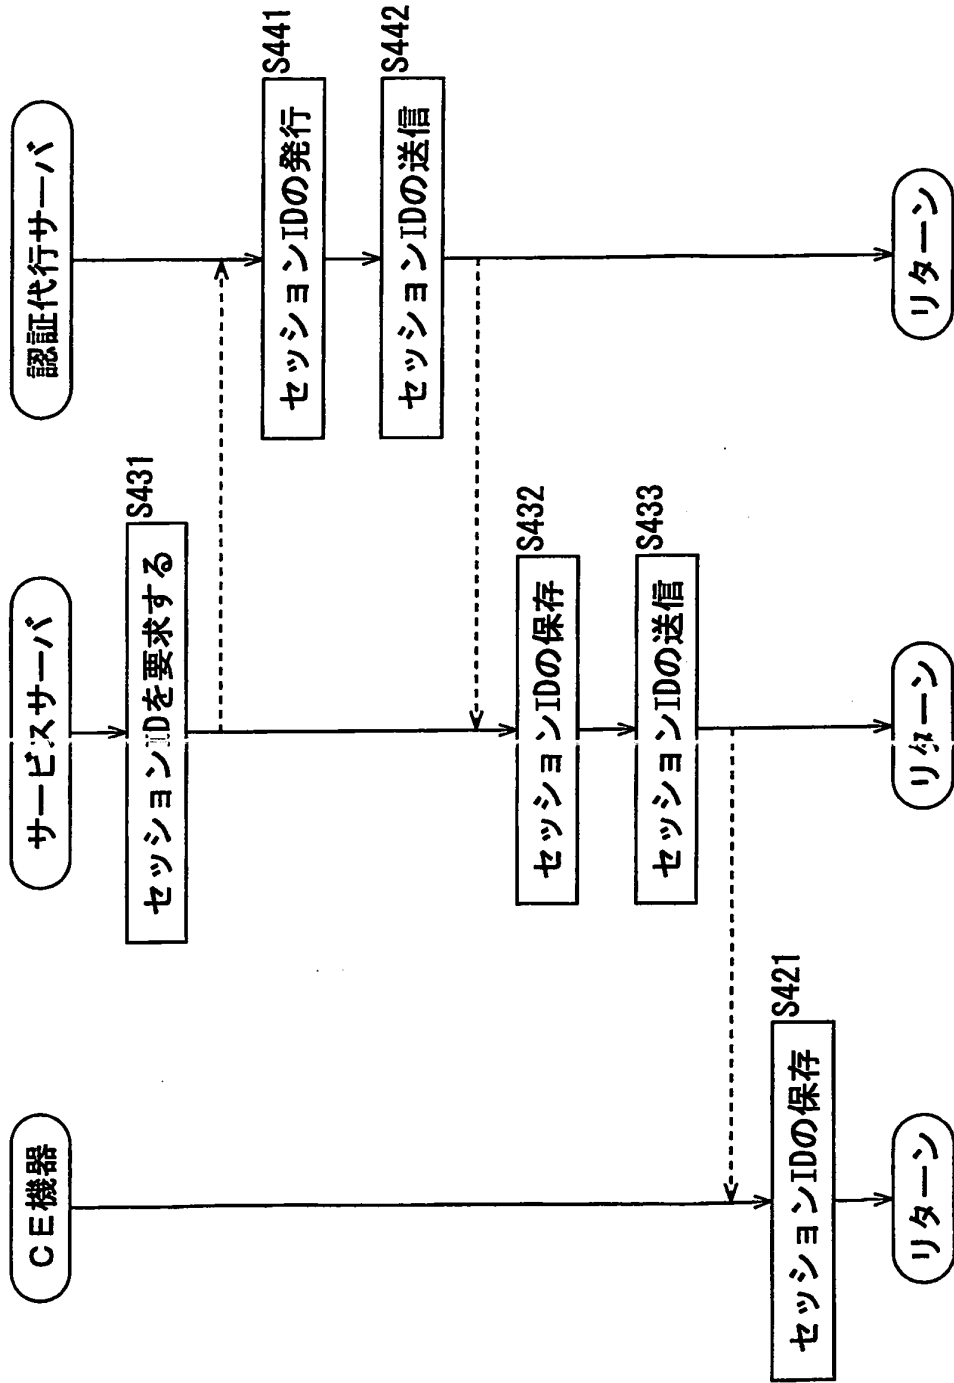 CE機器
サービスサーバ
認証代行サーバ
S431
セッションIDを要求する
S441
セッションIDの発行
S442
セッションIDの送信
S432
セッションIDの保存
S433
セッションIDの送信
S421
セッションIDの保存
リターン
リターン
リターン